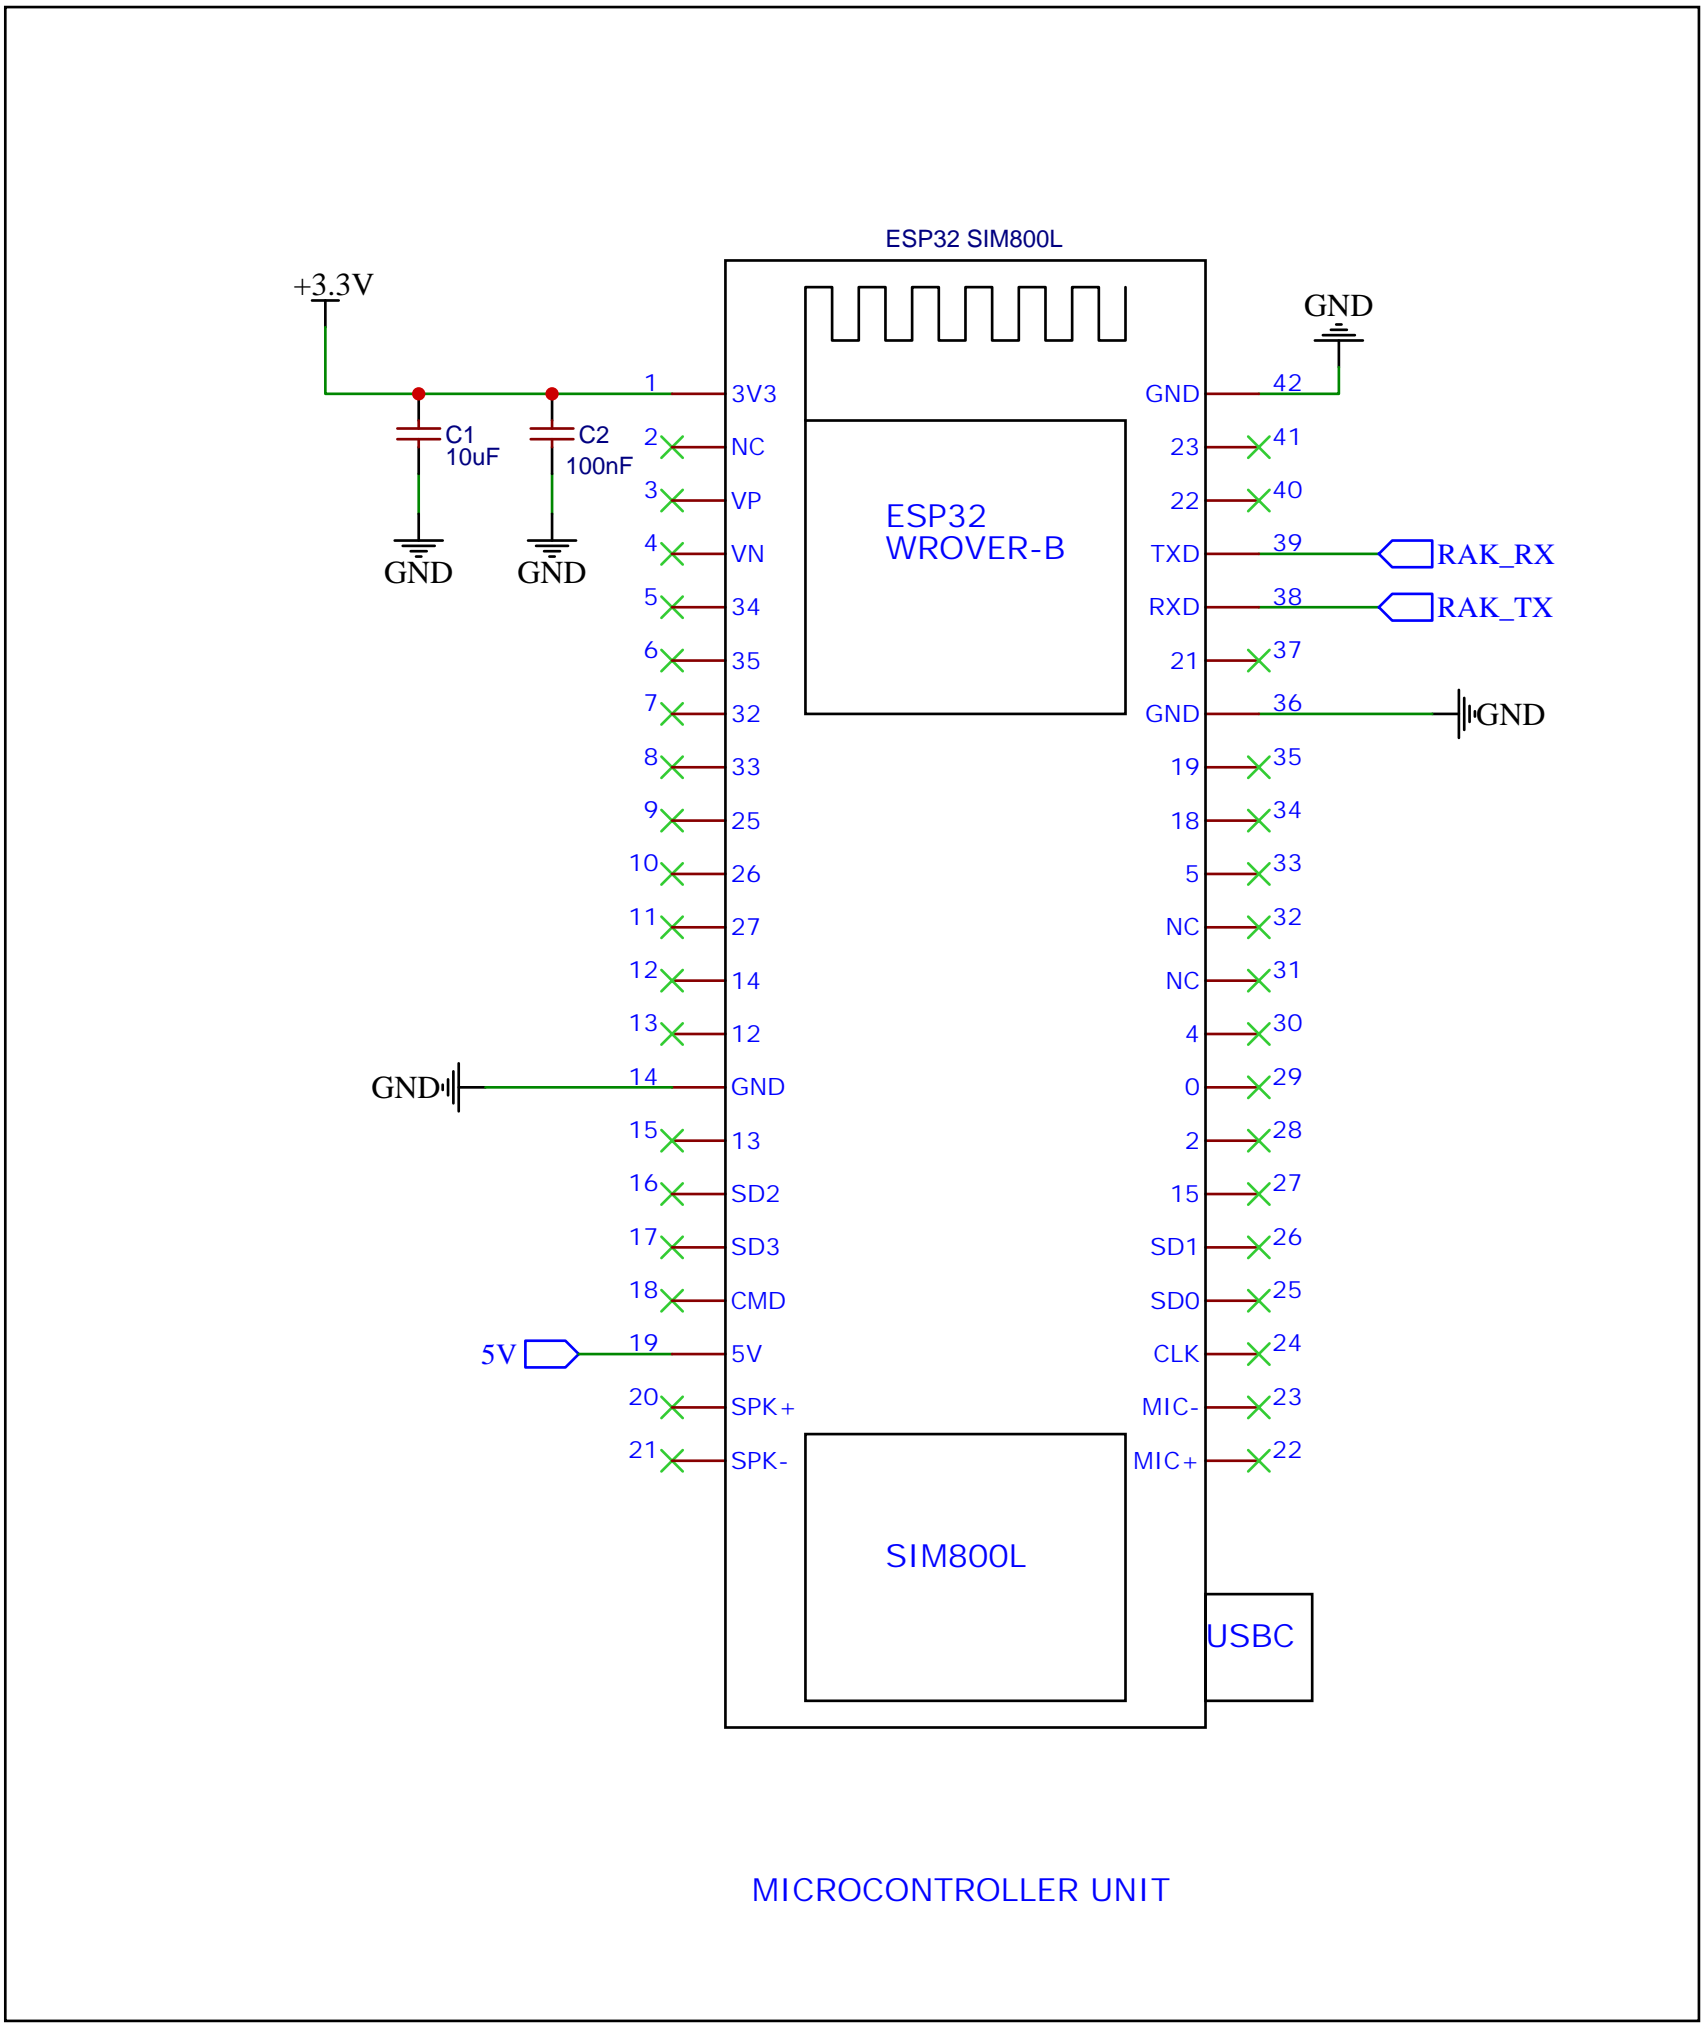 ESP32 SIM800L
+3.3V
GND
1
3V3
GND
42
C1
10uF
C2
100nF
2
NC
23
41
3
VP
22
40
ESP32
WROVER-B
GND
GND
4
VN
TXD
39
RAK_RX
5
34
RXD
38
RAK_TX
6
35
21
37
7
32
GND
36
GND
8
33
19
35
9
25
18
34
10
26
5
33
11
27
NC
32
12
14
NC
31
13
12
4
30
GND
14
GND
0
29
15
13
2
28
16
SD2
15
27
17
SD3
SD1
26
18
CMD
SD0
25
5V
19
5V
CLK
24
20
SPK+
MIC-
23
21
SPK-
MIC+
22
SIM800L
USBC
MICROCONTROLLER UNIT